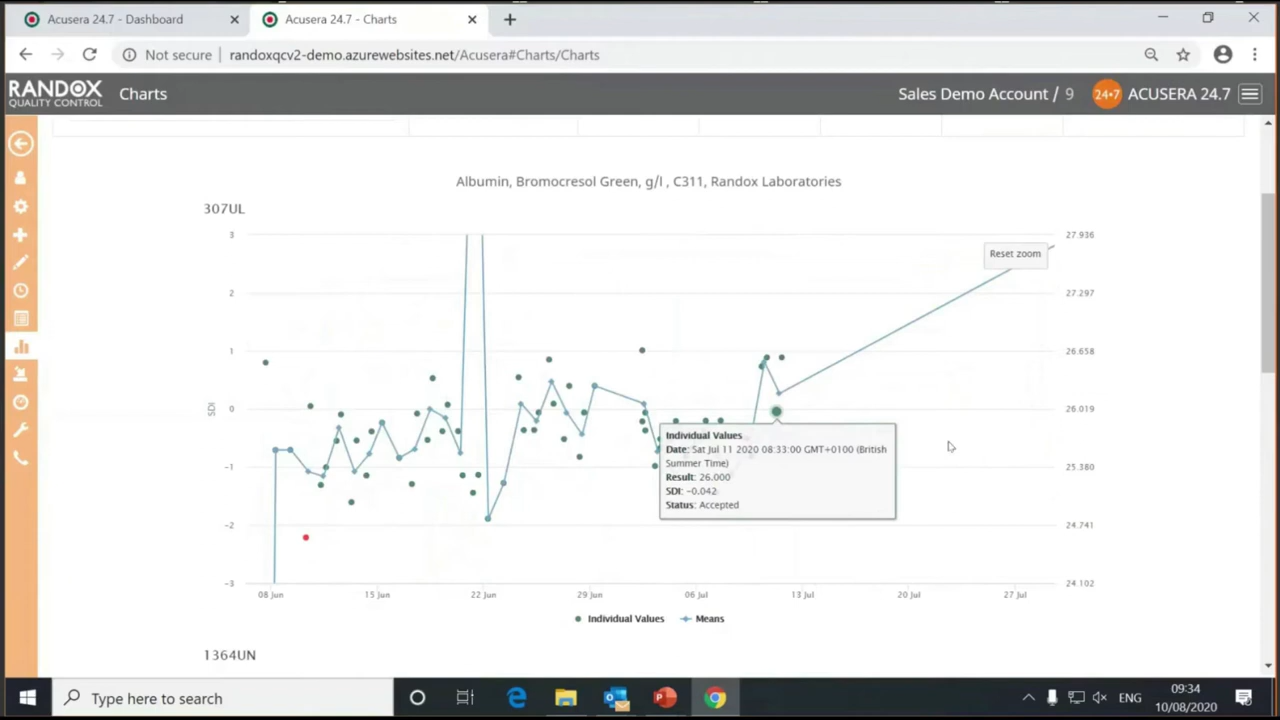 Acusera 24.7 - Dashboard
Acusera 24.7 - Charts
Not secure
randoxqcv2-demo.azurewebsites.net/Acusera#Charts/Charts
RANDOX
QUALITY CONTROL
Charts
Sales Demo Account / 9
24•7
ACUSERA 24.7
Albumin, Bromocresol Green, g/l , C311, Randox Laboratories
307UL
3
2
1
0
-1
-2
-3
SDI
27.936
27.297
26.658
26.019
25.380
24.741
24.102
Reset zoom
Individual Values
Date: Sat Jul 11 2020 08:33:00 GMT+0100 (British
Summer Time)
Result: 26.000
SDI: -0.042
Status: Accepted
08 Jun
15 Jun
22 Jun
29 Jun
06 Jul
13 Jul
20 Jul
27 Jul
Individual Values
Means
1364UN
Type here to search
ENG
09:34
10/08/2020